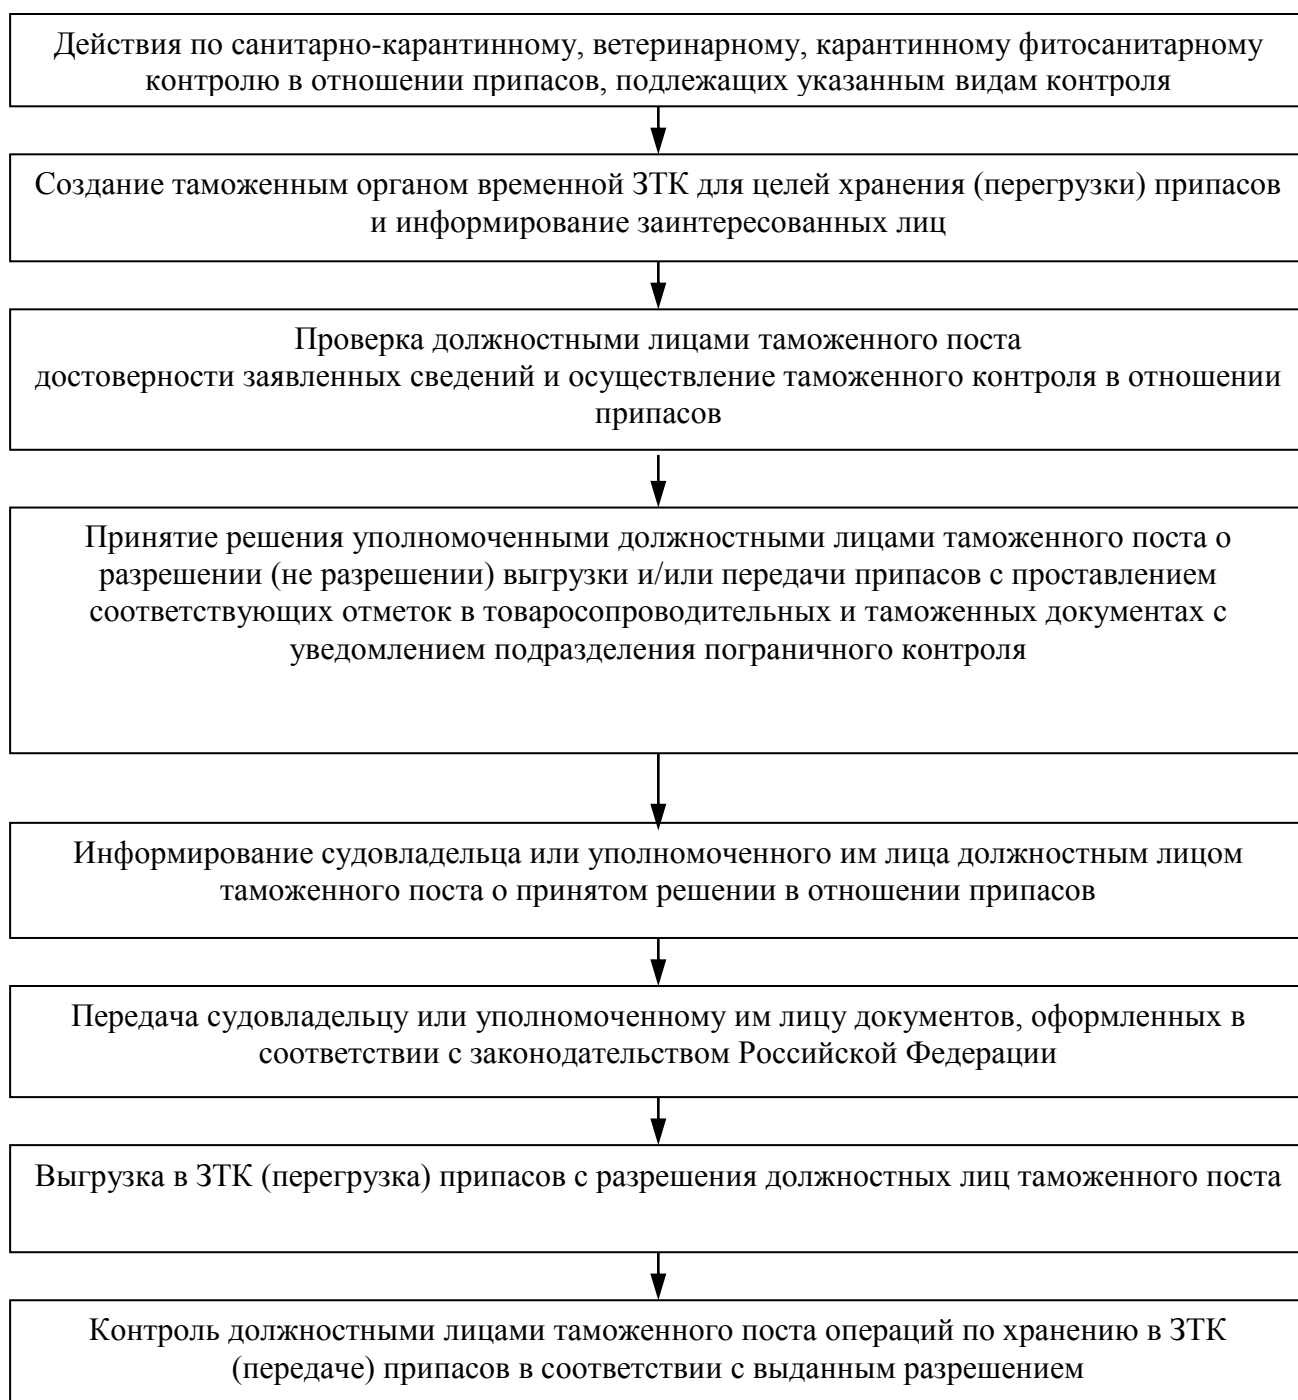 Действия по санитарно-карантинному, ветеринарному, карантинному фитосанитарному
контролю в отношении припасов, подлежащих указанным видам контроля
Создание таможенным органом временной ЗТК для целей хранения (перегрузки) припасов
и информирование заинтересованных лиц
Проверка должностными лицами таможенного поста
достоверности заявленных сведений и осуществление таможенного контроля в отношении
припасов
Принятие решения уполномоченными должностными лицами таможенного поста о
разрешении (не разрешении) выгрузки и/или передачи припасов с проставлением
соответствующих отметок в товаросопроводительных и таможенных документах с
уведомлением подразделения пограничного контроля
Информирование судовладельца или уполномоченного им лица должностным лицом
таможенного поста о принятом решении в отношении припасов
Передача судовладельцу или уполномоченному им лицу документов, оформленных в
соответствии с законодательством Российской Федерации
Выгрузка в ЗТК (перегрузка) припасов с разрешения должностных лиц таможенного поста
Контроль должностными лицами таможенного поста операций по хранению в ЗТК
(передаче) припасов в соответствии с выданным разрешением